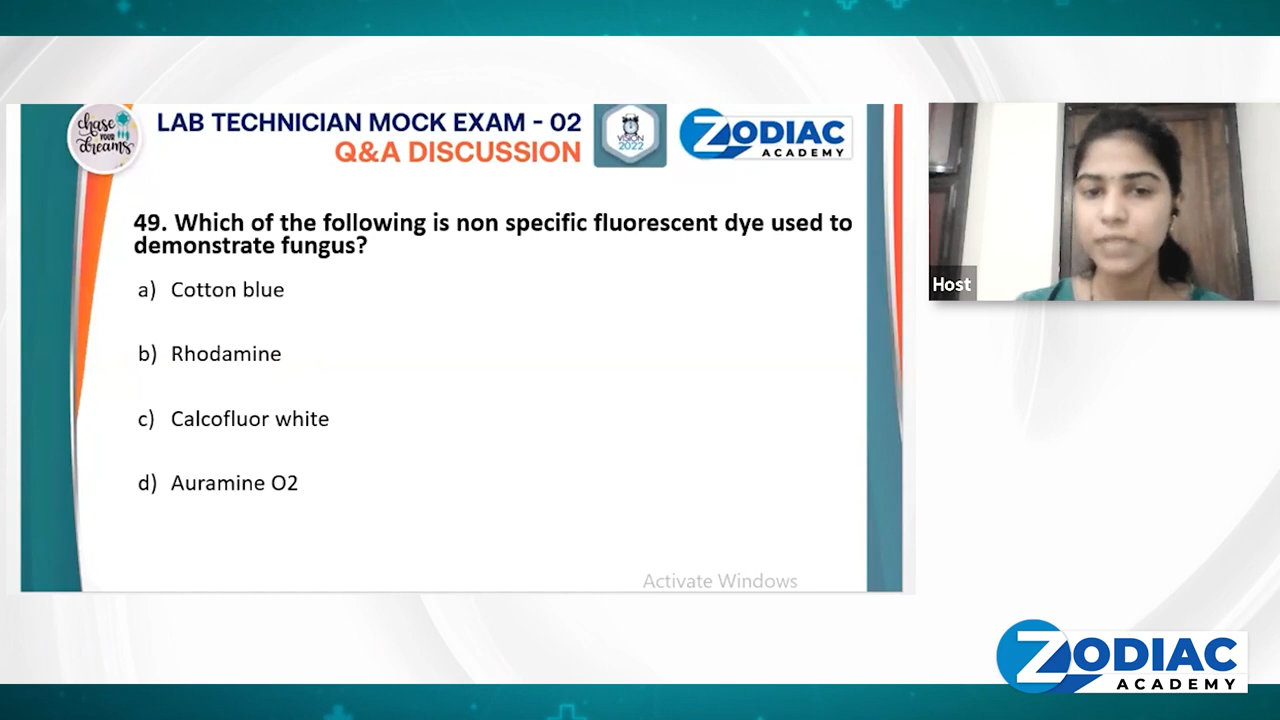 chase
YOUR
dreams
LAB TECHNICIAN MOCK EXAM - 02
Q&A DISCUSSION
VISION
2022
ZODIAC
ACADEMY
49. Which of the following is non specific fluorescent dye used to
demonstrate fungus?
a) Cotton blue
b) Rhodamine
c) Calcofluor white
d) Auramine O2
Activate Windows
Host
ZODIAC
ACADEMY